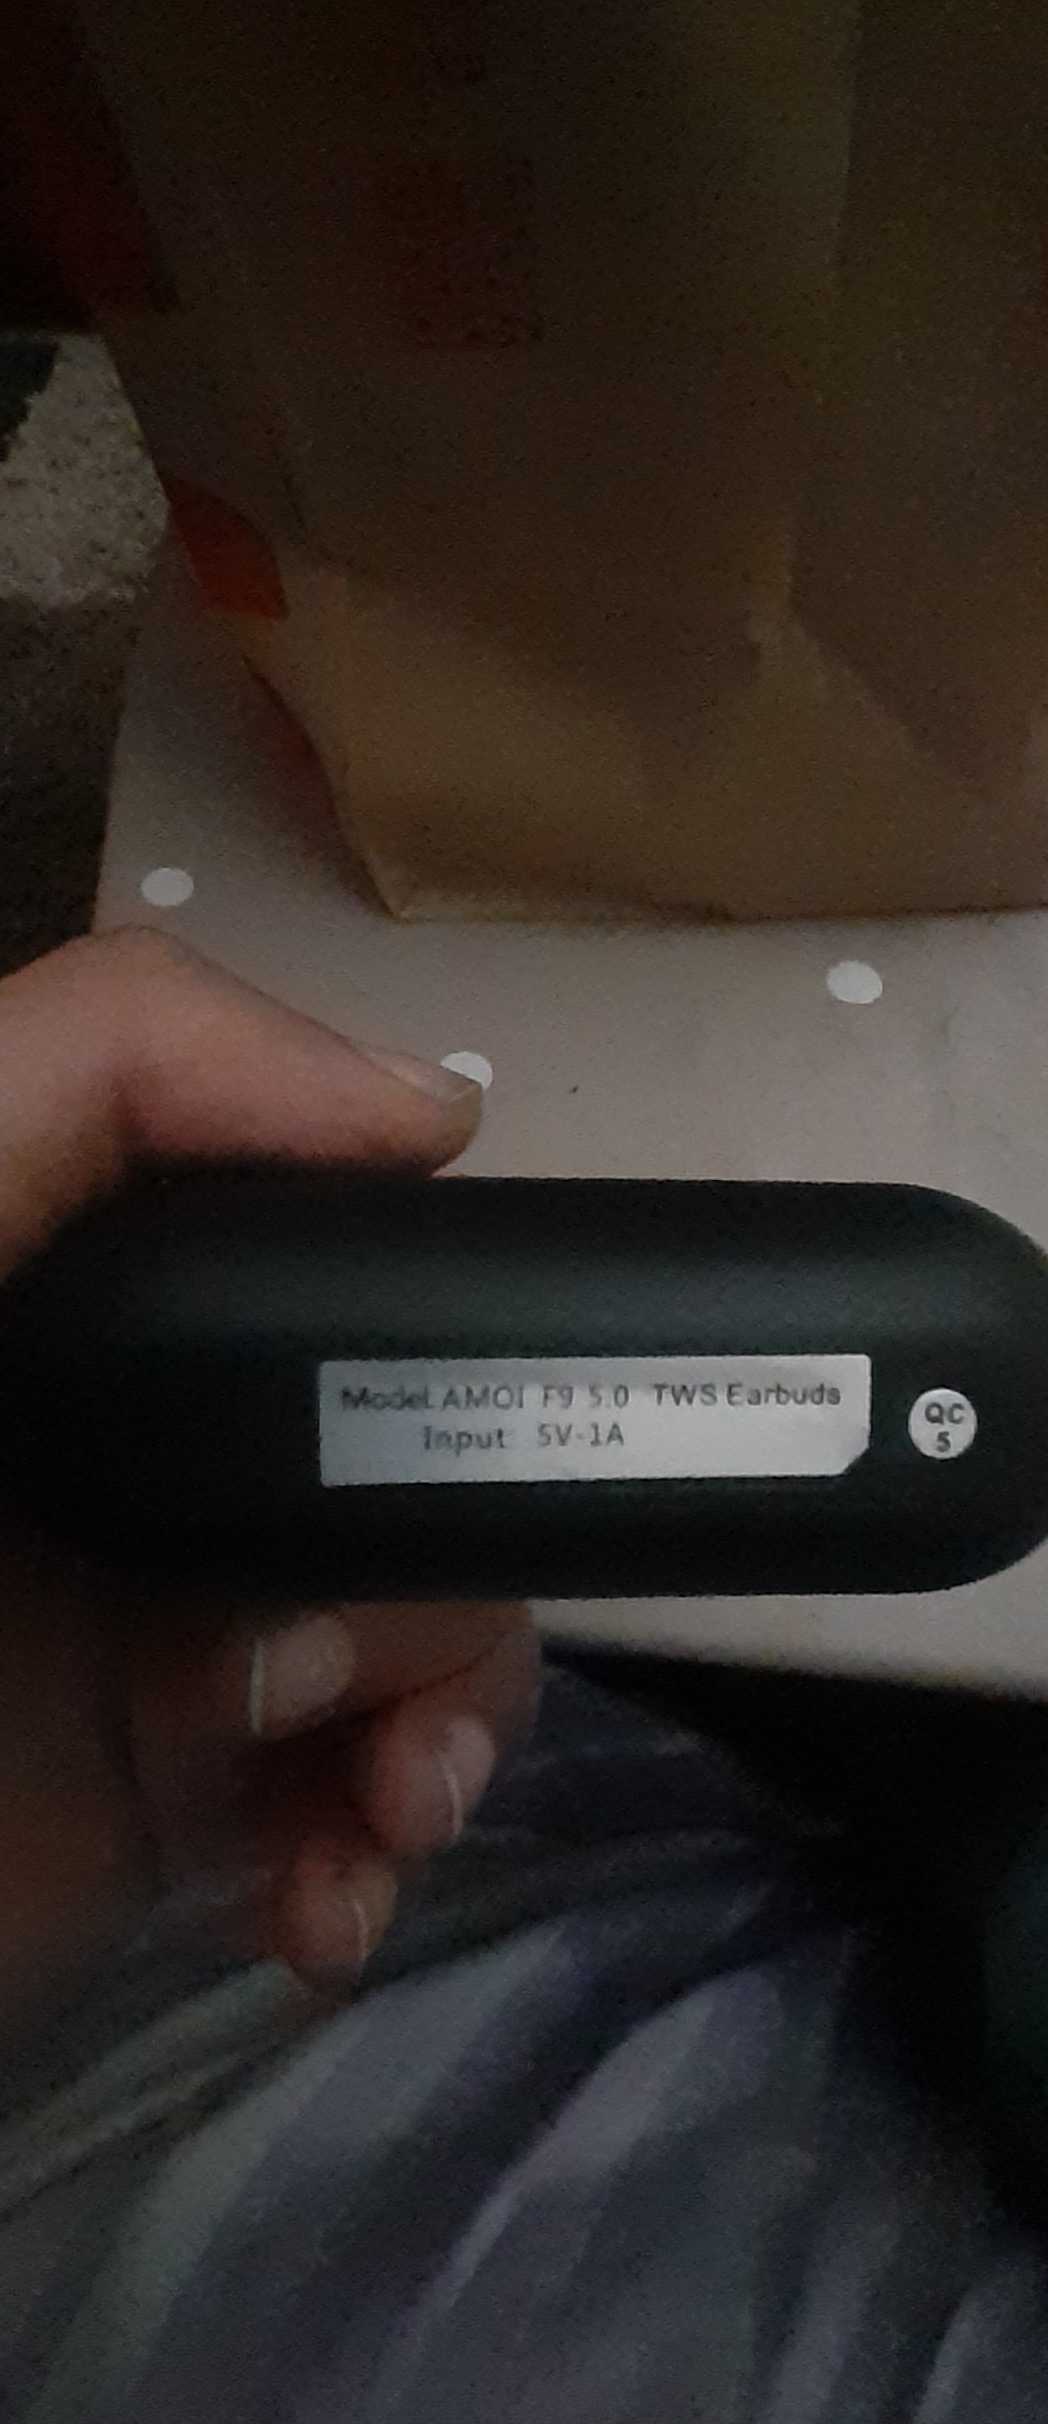 Model AMOI F9 5.0 TWS Earbuds
Input 5V-1A
QC
5